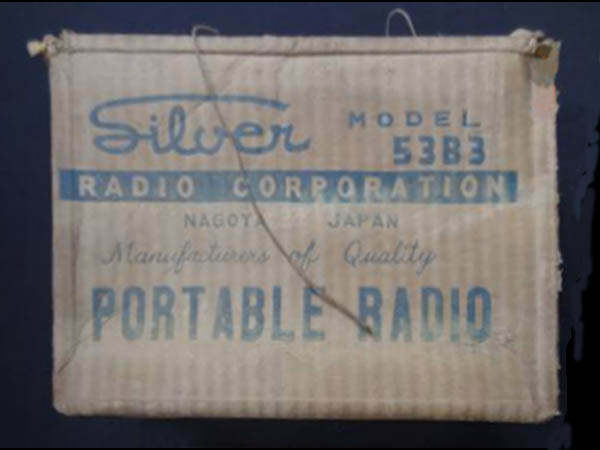 Silver MODEL
53B3
RADIO CORPORATION
NAGOYA JAPAN
Manufacturers of Quality
PORTABLE RADIO